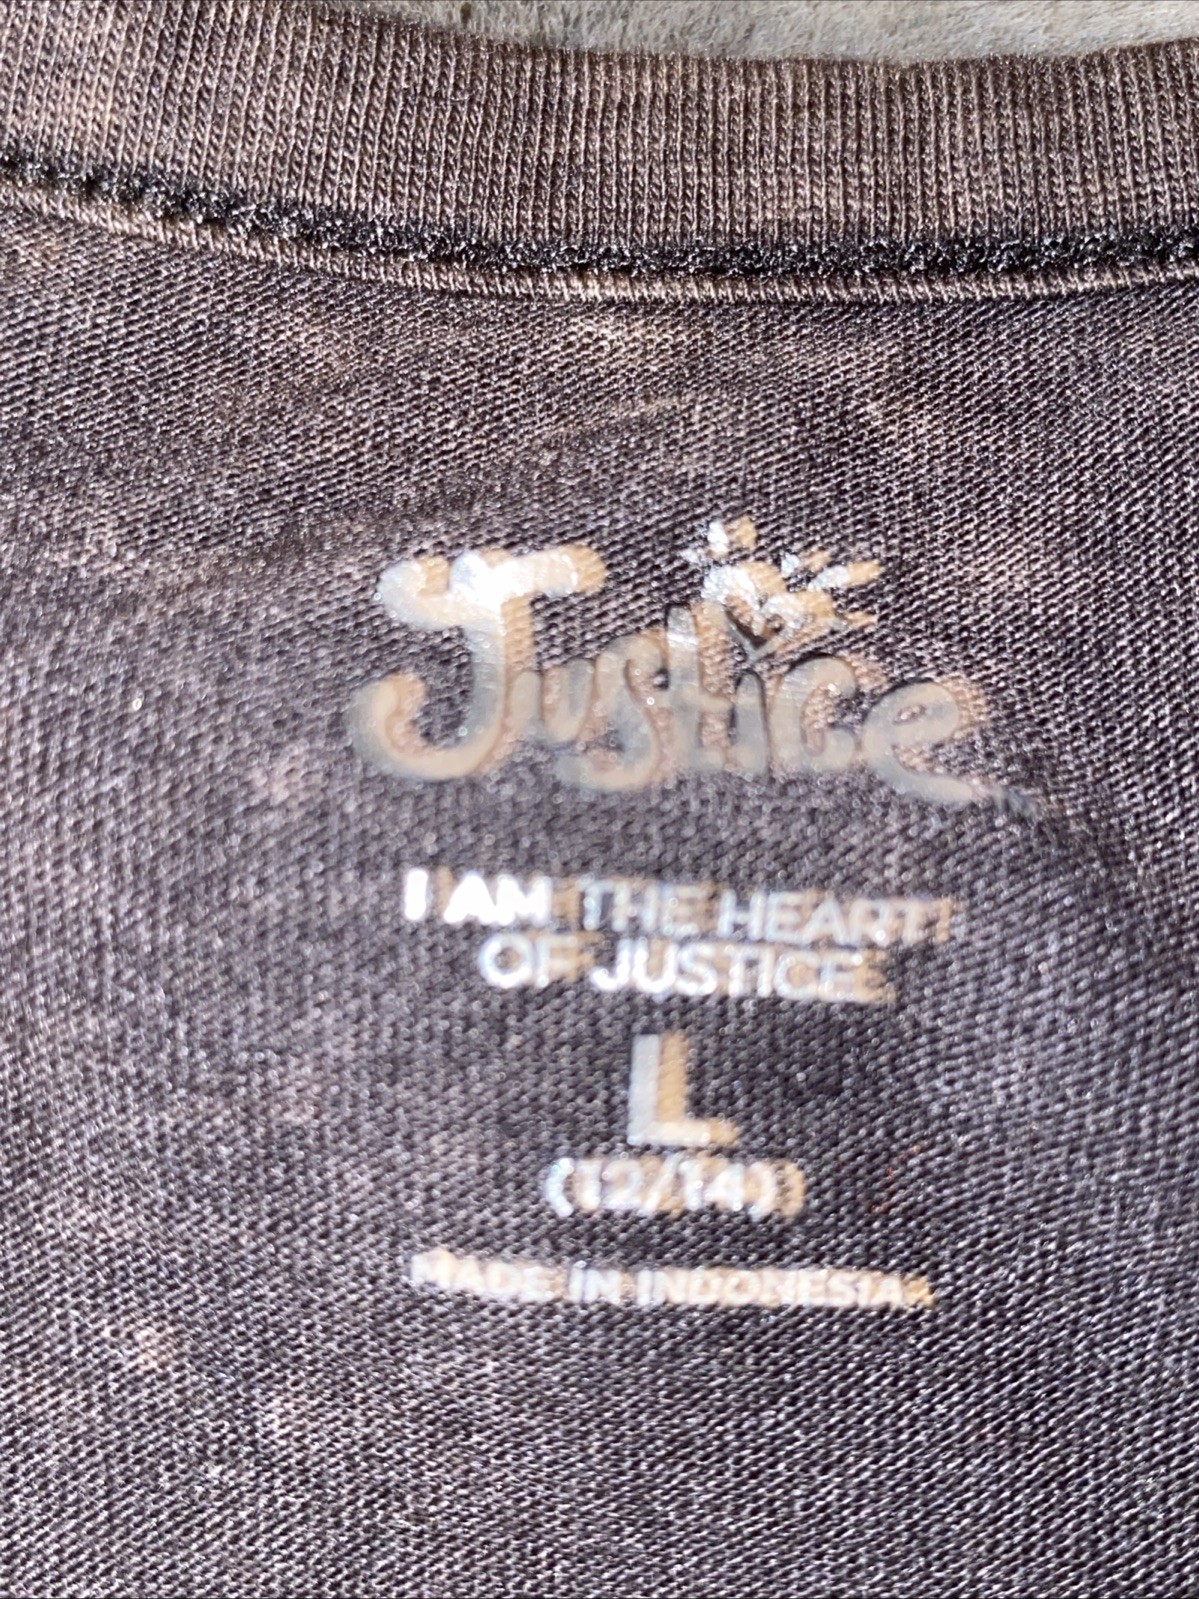 Justice
I AM THE HEART
OF JUSTICE
L
(12/14)
MADE IN INDONESIA